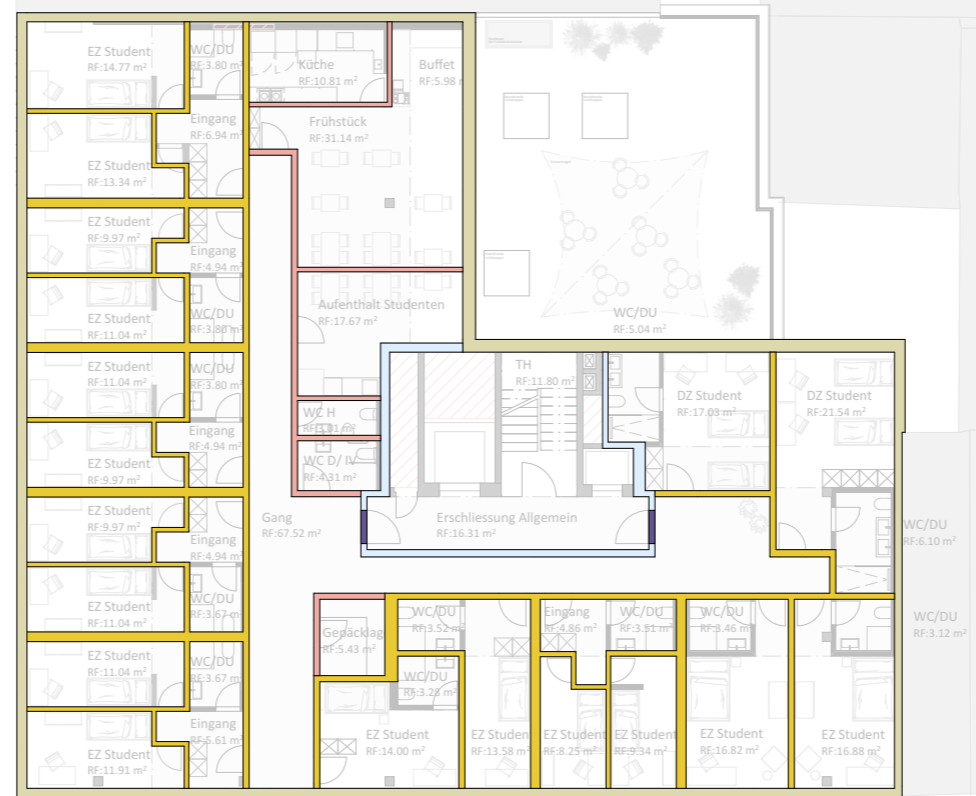 EZ Student
RF:14.77 m²
WC/DU
RF:3.80 m²
Küche
RF:10.81 m²
Buffet
RF:5.98 m²
Eingang
RF:6.94 m²
Frühstück
RF:31.14 m²
EZ Student
RF:13.34 m²
EZ Student
RF:9.97 m²
Eingang
RF:4.94 m²
Aufenthalt Studenten
RF:17.67 m²
WC/DU
RF:5.04 m²
EZ Student
RF:11.04 m²
WC/DU
RF:3.80 m²
EZ Student
RF:11.04 m²
WC/DU
RF:3.80 m²
TH
RF:11.80 m²
DZ Student
RF:17.03 m²
DZ Student
RF:21.54 m²
WC H
RF:3.01 m²
Eingang
RF:4.94 m²
EZ Student
RF:9.97 m²
WC D/ IV
RF:4.31 m²
EZ Student
RF:9.97 m²
Gang
RF:67.52 m²
Erschliessung Allgemein
RF:16.31 m²
WC/DU
RF:6.10 m²
Eingang
RF:4.94 m²
EZ Student
RF:11.04 m²
WC/DU
RF:3.67 m
Gepäcklag
RF:5.43 m²
WC/DU
RF:3.52 m²
Eingang
RF:4.86 m²
WC/DU
RF:3.51 m²
WC/DU
RF:3.46 m²
WC/DU
RF:3.12 m²
EZ Student
RF:11.04 m²
WC/DU
RF:3.67 m²
WC/DU
RF:3.28 m²
Eingang
RF:5.61 m²
EZ Student
RF:11.91 m²
EZ Student
RF:14.00 m²
EZ Studen
RF:13.58 m²
EZ Student
RF:8.25 m²
EZ Student
RF:9.34 m²
EZ Student
RF:16.82 m²
EZ Student
RF:16.88 m²